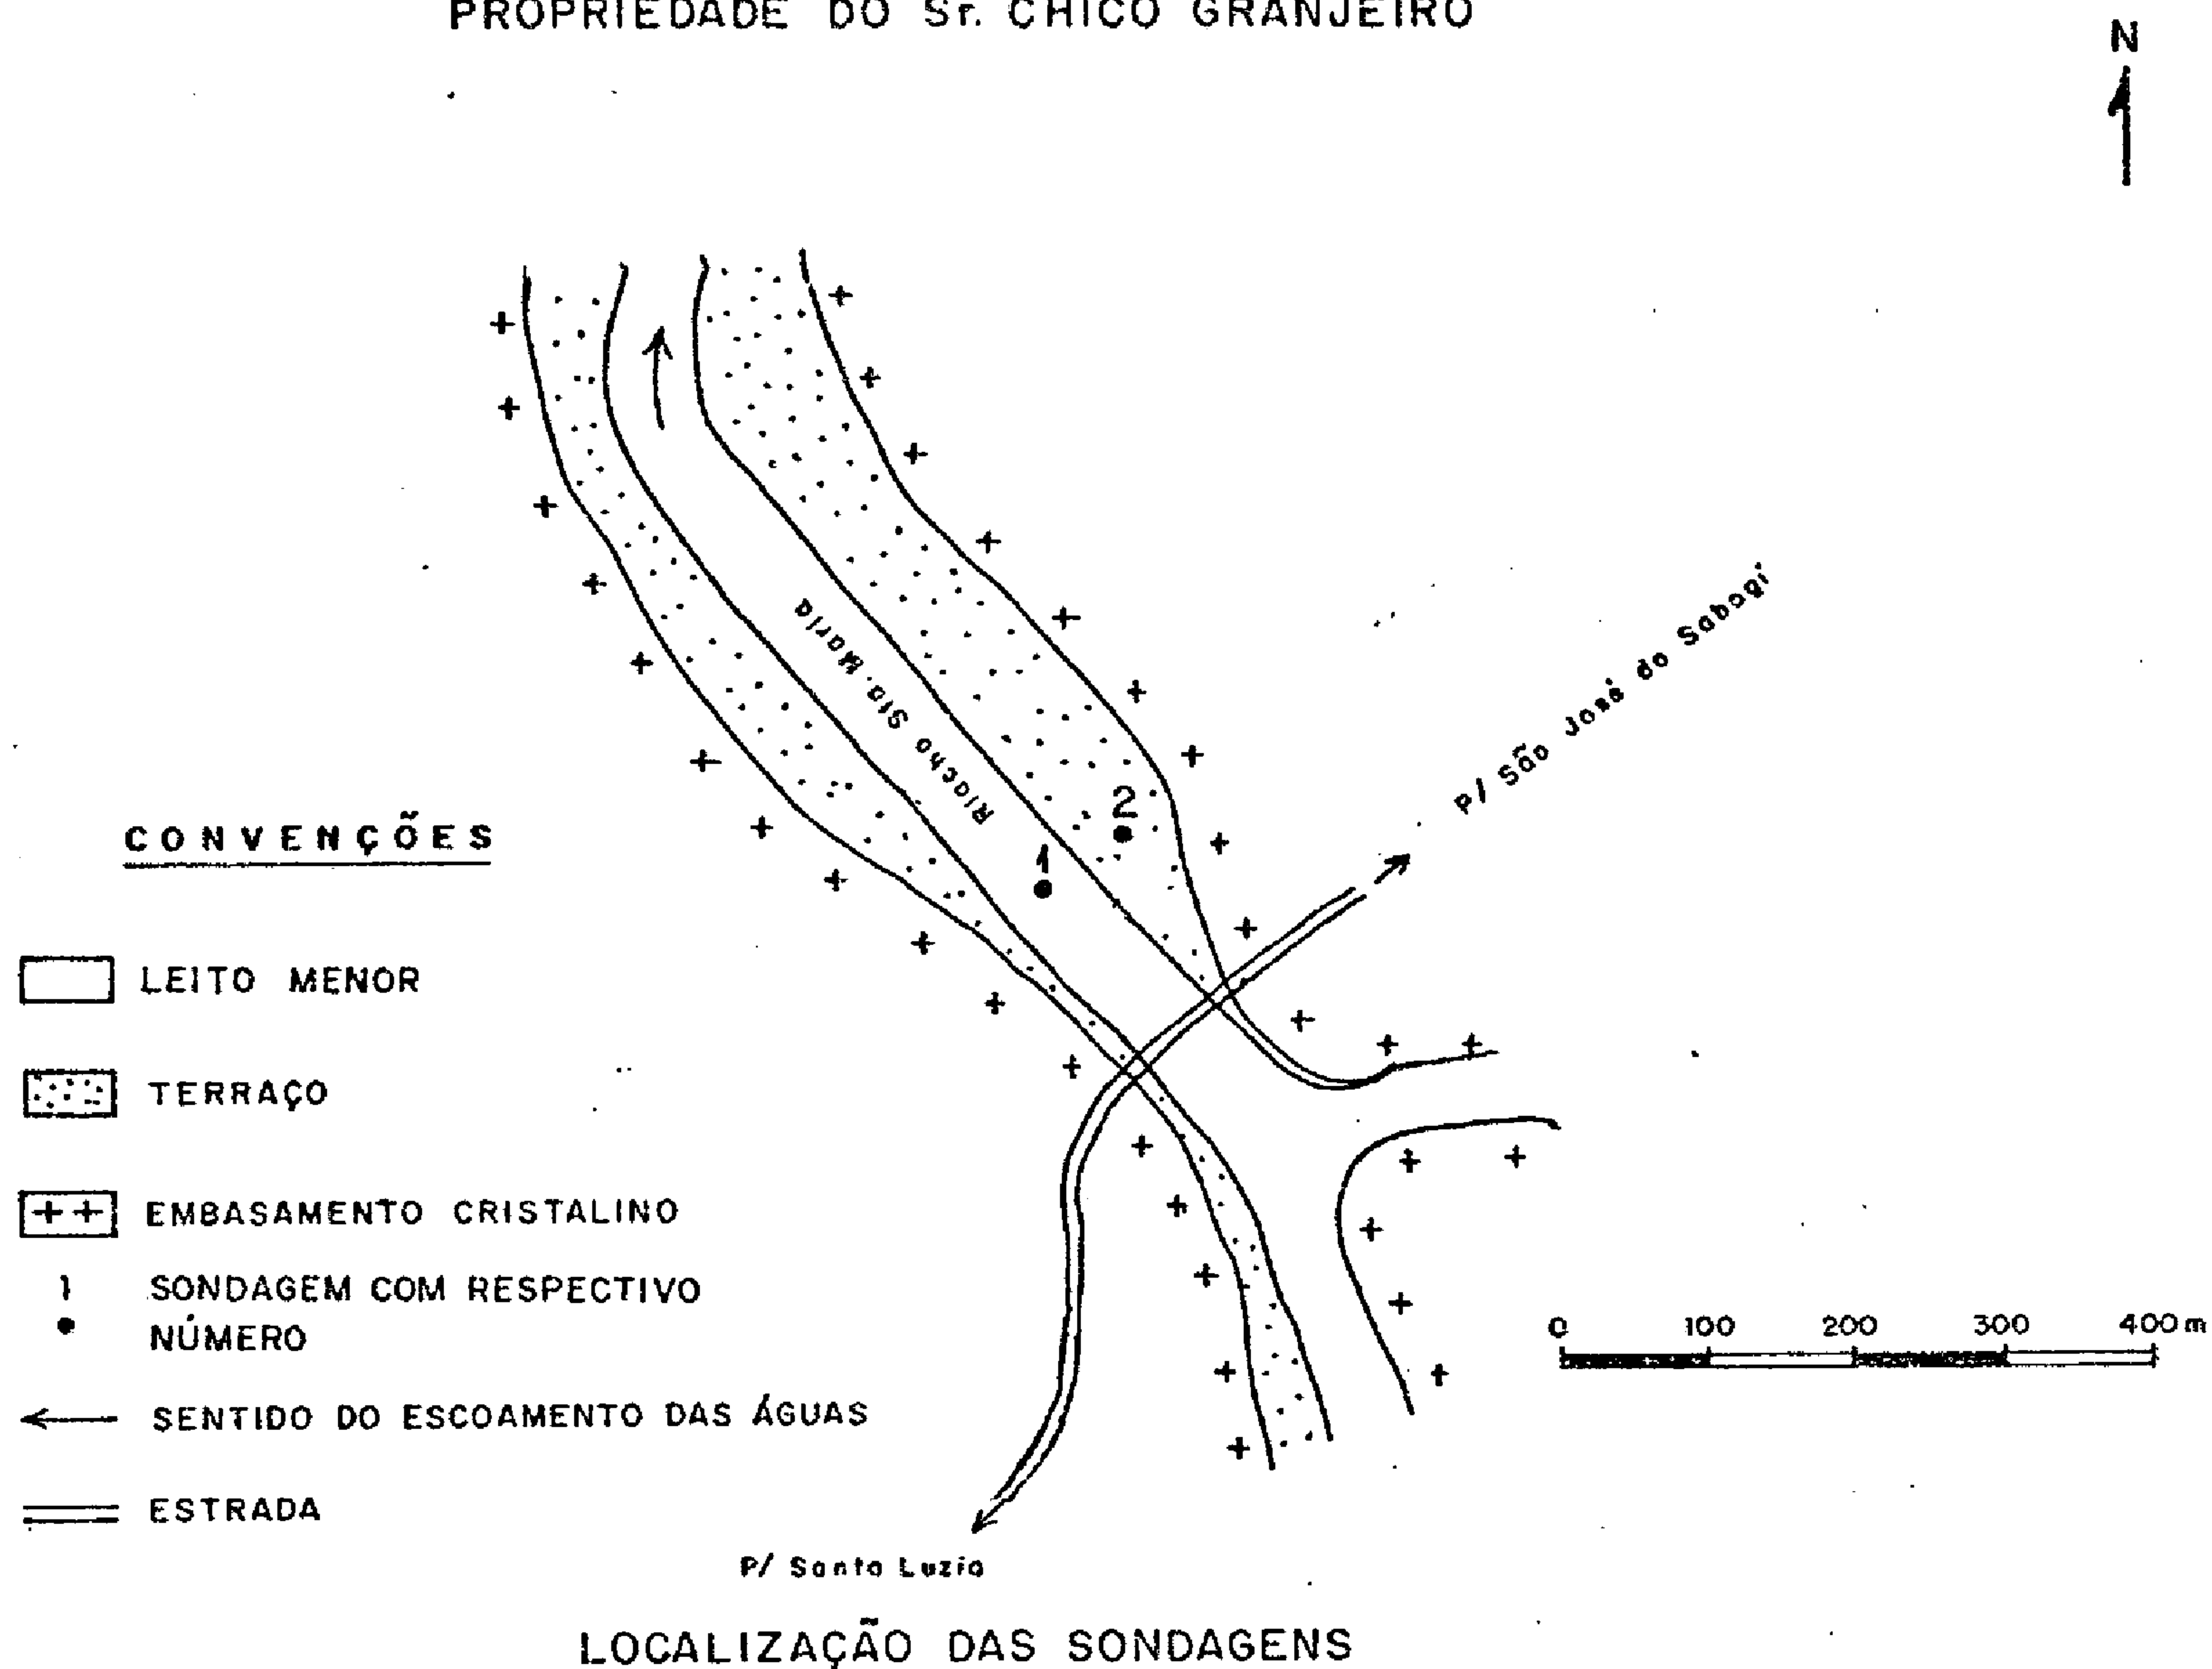 PROPRIEDADE DO Sr. CHICO GRANJEIRO
N
Riacho Sta. Maria
P/ São José do Sabogí
2
1
CONVENÇÕES
LEITO MENOR
TERRAÇO
EMBASAMENTO CRISTALINO
1 SONDAGEM COM RESPECTIVO
NÚMERO
SENTIDO DO ESCOAMENTO DAS ÁGUAS
ESTRADA
0 100 200 300 400 m
P/ Santa Luzia
LOCALIZAÇÃO DAS SONDAGENS